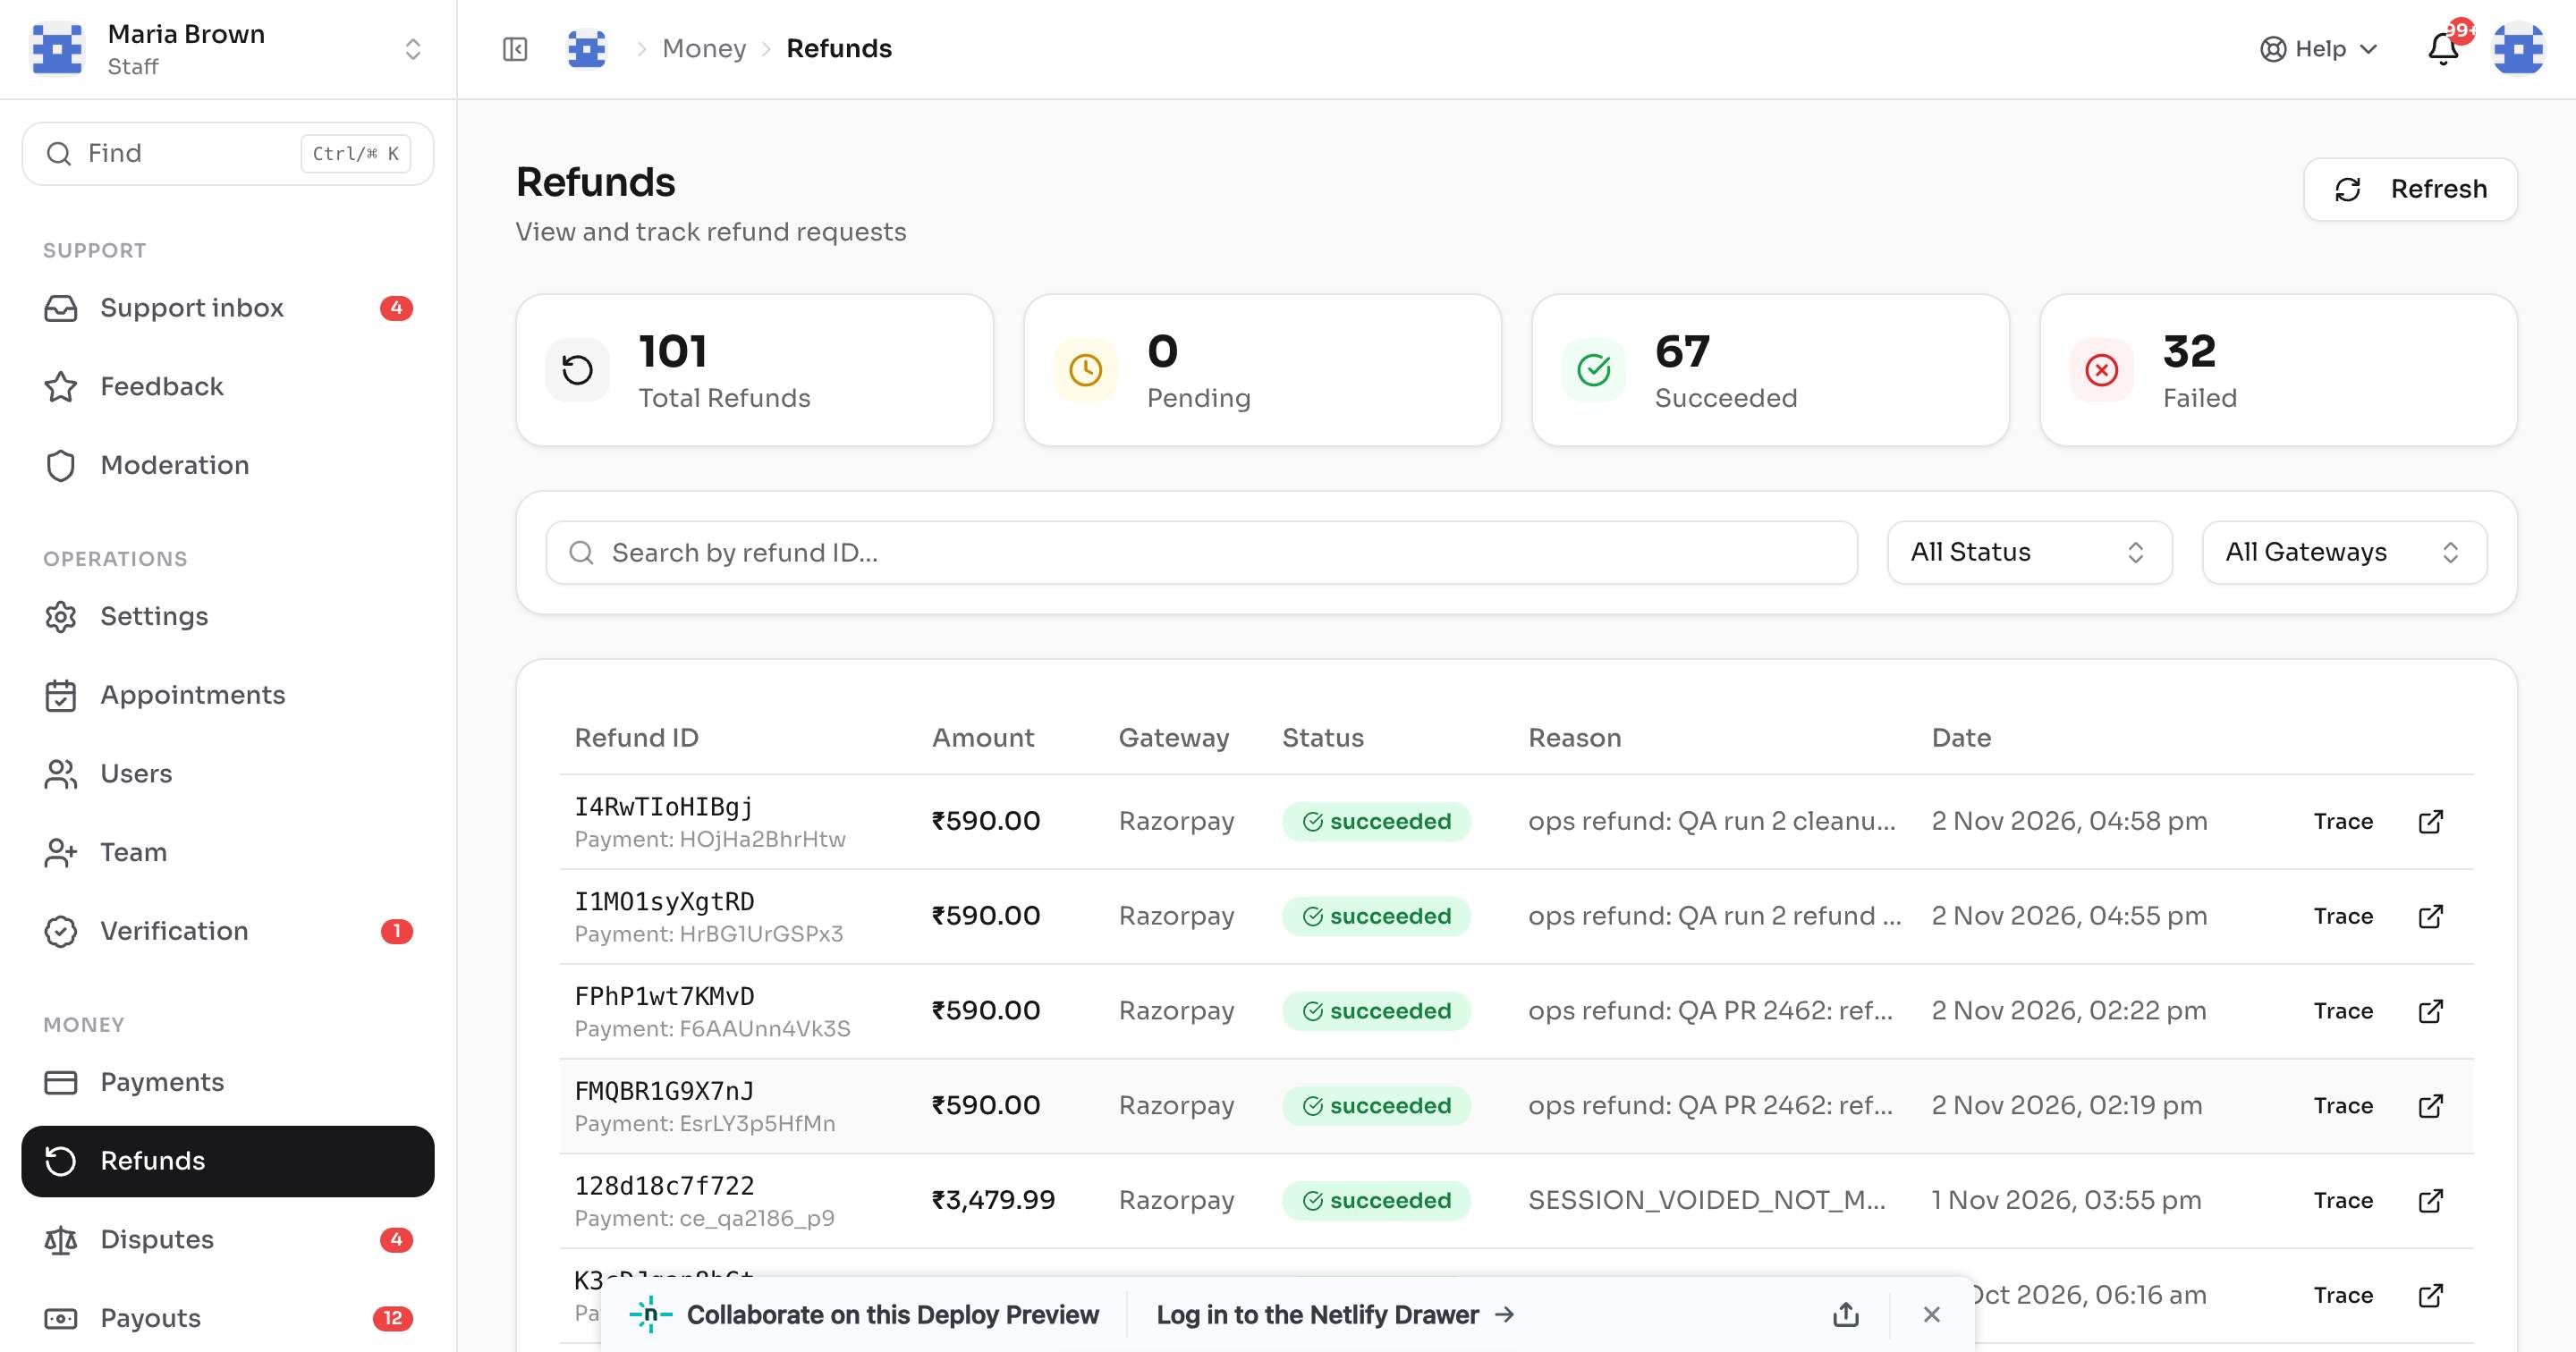 Maria Brown
Staff
Find
Ctrl/⌘ K
SUPPORT
Support inbox 4
Feedback
Moderation
OPERATIONS
Settings
Appointments
Users
Team
Verification 1
MONEY
Payments
Refunds
Disputes 4
Payouts 12
Money
Refunds
Help
99+
Refunds
View and track refund requests
Refresh
101
Total Refunds
0
Pending
67
Succeeded
32
Failed
Search by refund ID...
All Status
All Gateways
Refund ID Amount Gateway Status Reason Date
I4RwTIoHIBgj
Payment: HOjHa2BhrHtw
₹590.00 Razorpay succeeded ops refund: QA run 2 cleanu... 2 Nov 2026, 04:58 pm Trace
I1MO1syXgtRD
Payment: HrBG1UrGSPx3
₹590.00 Razorpay succeeded ops refund: QA run 2 refund ... 2 Nov 2026, 04:55 pm Trace
FPhP1wt7KMvD
Payment: F6AAUnn4Vk3S
₹590.00 Razorpay succeeded ops refund: QA PR 2462: ref... 2 Nov 2026, 02:22 pm Trace
FMQBR1G9X7nJ
Payment: EsrLY3p5HfMn
₹590.00 Razorpay succeeded ops refund: QA PR 2462: ref... 2 Nov 2026, 02:19 pm Trace
128d18c7f722
Payment: ce_qa2186_p9
₹3,479.99 Razorpay succeeded SESSION_VOIDED_NOT_M... 1 Nov 2026, 03:55 pm Trace
Oct 2026, 06:16 am Trace
Collaborate on this Deploy Preview
Log in to the Netlify Drawer →